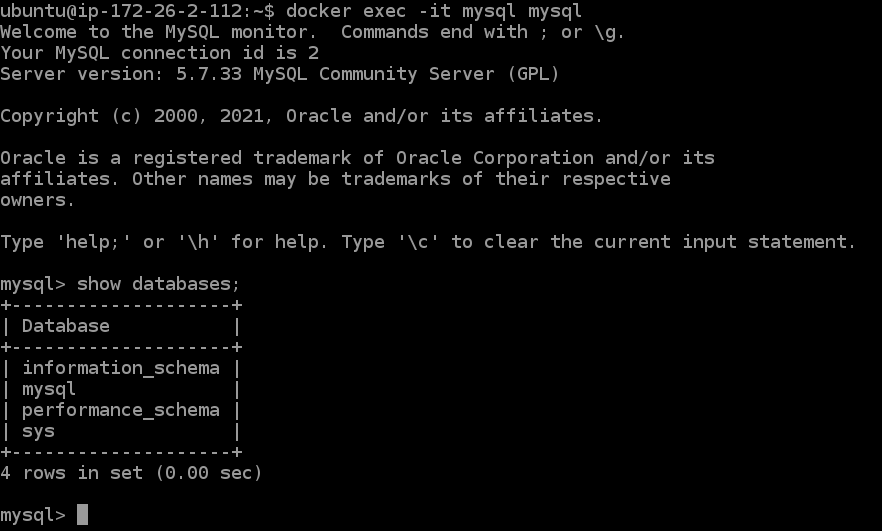 ubuntu@ip-172-26-2-112:~$ docker exec -it mysql mysql
Welcome to the MySQL monitor.  Commands end with ; or \g.
Your MySQL connection id is 2
Server version: 5.7.33 MySQL Community Server (GPL)

Copyright (c) 2000, 2021, Oracle and/or its affiliates.

Oracle is a registered trademark of Oracle Corporation and/or its
affiliates. Other names may be trademarks of their respective
owners.

Type 'help;' or '\h' for help. Type '\c' to clear the current input statement.

mysql> show databases;
+--------------------+
| Database           |
+--------------------+
| information_schema |
| mysql              |
| performance_schema |
| sys                |
+--------------------+
4 rows in set (0.00 sec)

mysql>